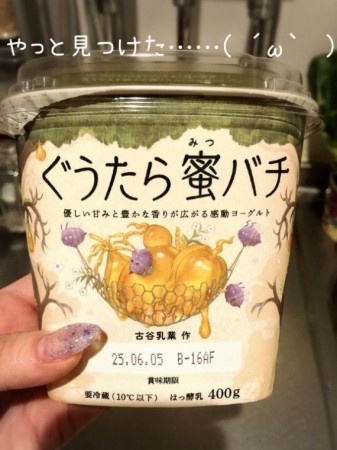 やっと見つけた……( ´ω` )
みつ
ぐうたら蜜バチ
優しい甘みと豊かな香りが広がる感動ヨーグルト
古谷乳業 作
25.06.05 B-16AF
賞味期限
要冷蔵(10℃以下) はっ酵乳 400g